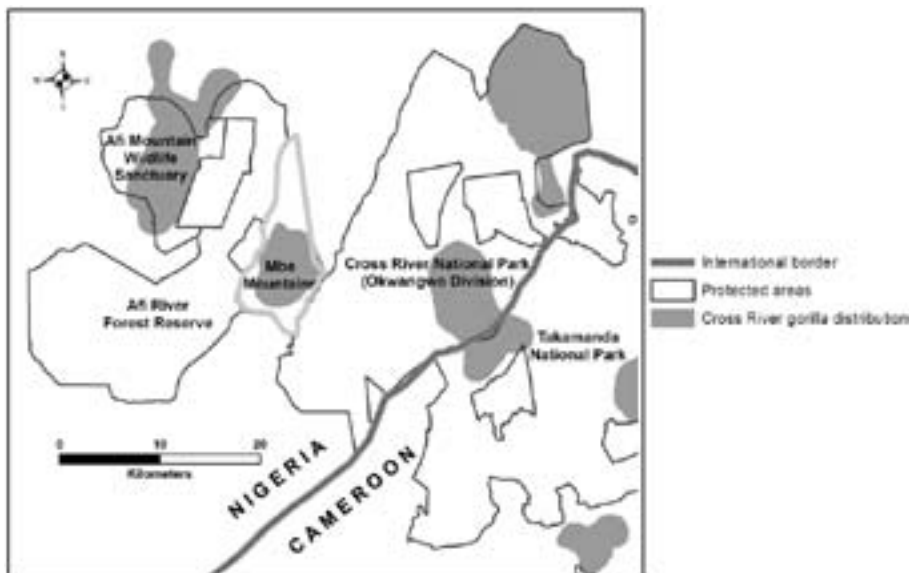 N
W E
Afi Mountain
Wildlife
Sanctuary
Mbe
Mountains
Cross River National Park
(Okwangwo Division)
Afi River
Forest Reserve
Takamanda
National Park
0 10 20
Kilometers
NIGERIA
CAMEROON
International border
Protected areas
Cross River gorilla distribution